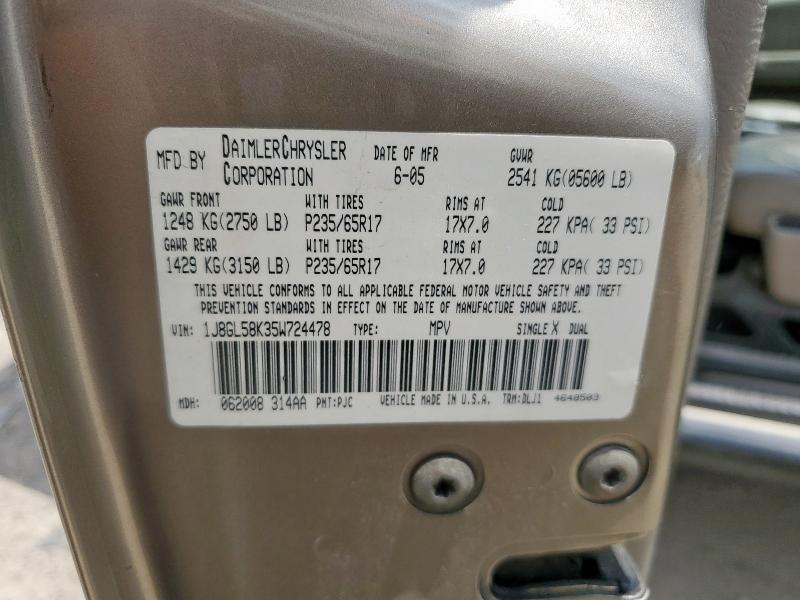 MFD BY DAIMLERCHRYSLER CORPORATION DATE OF MFR 6-05 GVWR 2541 KG(05600 LB)
GAWR FRONT WITH TIRES RIMS AT COLD
1248 KG(2750 LB) P235/65R17 17X7.0 227 KPA( 33 PSI)
GAWR REAR WITH TIRES RIMS AT COLD
1429 KG(3150 LB) P235/65R17 17X7.0 227 KPA( 33 PSI)
THIS VEHICLE CONFORMS TO ALL APPLICABLE FEDERAL MOTOR VEHICLE SAFETY AND THEFT
PREVENTION STANDARDS IN EFFECT ON THE DATE OF MANUFACTURE SHOWN ABOVE.
VIN: 1J8GL58K35W724478 TYPE: MPV SINGLE X DUAL
MDH: 062008 314AA PNT:PJC VEHICLE MADE IN U.S.A. TRM:DLJ1 4648503